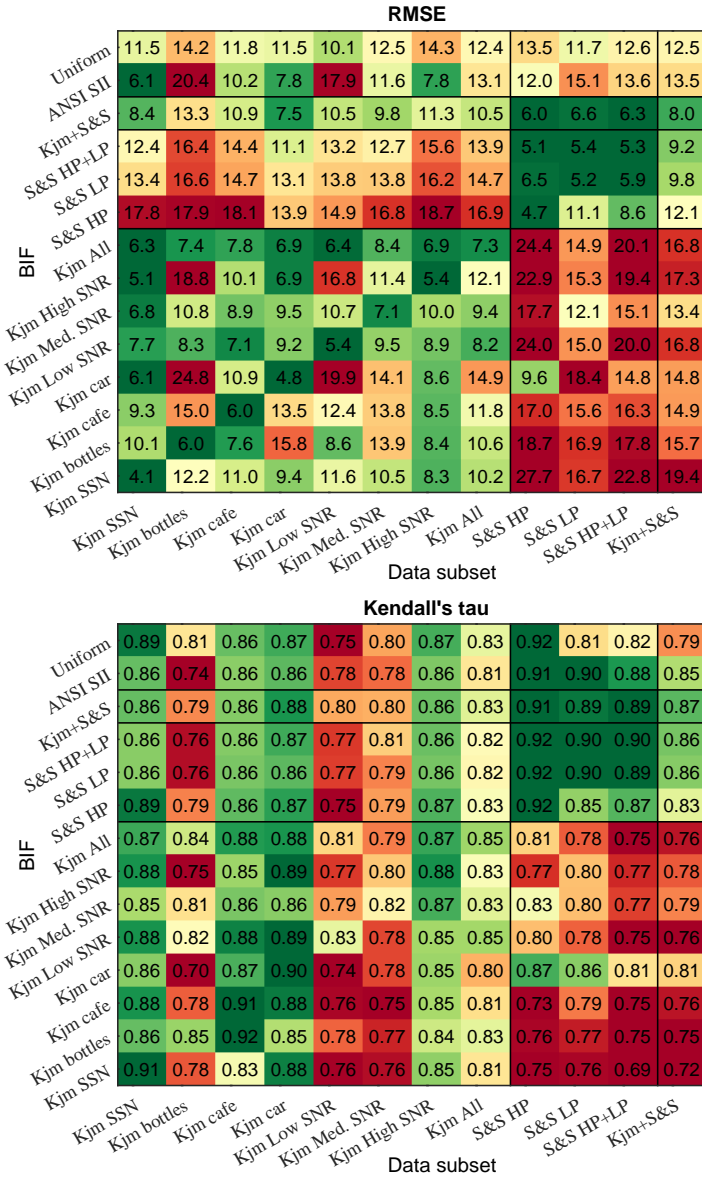 RMSE
Uniform 11.5 14.2 11.8 11.5 10.1 12.5 14.3 12.4 13.5 11.7 12.6 12.5
ANSI SII 6.1 20.4 10.2 7.8 17.9 11.6 7.8 13.1 12.0 15.1 13.6 13.5
Kjm+S&S 8.4 13.3 10.9 7.5 10.5 9.8 11.3 10.5 6.0 6.6 6.3 8.0
S&S HP+LP 12.4 16.4 14.4 11.1 13.2 12.7 15.6 13.9 5.1 5.4 5.3 9.2
S&S LP 13.4 16.6 14.7 13.1 13.8 13.8 16.2 14.7 6.5 5.2 5.9 9.8
S&S HP 17.8 17.9 18.1 13.9 14.9 16.8 18.7 16.9 4.7 11.1 8.6 12.1
Kjm All 6.3 7.4 7.8 6.9 6.4 8.4 6.9 7.3 24.4 14.9 20.1 16.8
Kjm High SNR 5.1 18.8 10.1 6.9 16.8 11.4 5.4 12.1 22.9 15.3 19.4 17.3
Kjm Med. SNR 6.8 10.8 8.9 9.5 10.7 7.1 10.0 9.4 17.7 12.1 15.1 13.4
Kjm Low SNR 7.7 8.3 7.1 9.2 5.4 9.5 8.9 8.2 24.0 15.0 20.0 16.8
Kjm car 6.1 24.8 10.9 4.8 19.9 14.1 8.6 14.9 9.6 18.4 14.8 14.8
Kjm cafe 9.3 15.0 6.0 13.5 12.4 13.8 8.5 11.8 17.0 15.6 16.3 14.9
Kjm bottles 10.1 6.0 7.6 15.8 8.6 13.9 8.4 10.6 18.7 16.9 17.8 15.7
Kjm SSN 4.1 12.2 11.0 9.4 11.6 10.5 8.3 10.2 27.7 16.7 22.8 19.4
BIF
Kjm SSN Kjm bottles Kjm cafe Kjm car Kjm Low SNR Kjm Med. SNR Kjm High SNR Kjm All S&S HP S&S LP S&S HP+LP Kjm+S&S
Data subset
Kendall's tau
Uniform 0.89 0.81 0.86 0.87 0.75 0.80 0.87 0.83 0.92 0.81 0.82 0.79
ANSI SII 0.86 0.74 0.86 0.86 0.78 0.78 0.86 0.81 0.91 0.90 0.88 0.85
Kjm+S&S 0.86 0.79 0.86 0.88 0.80 0.80 0.86 0.83 0.91 0.89 0.89 0.87
S&S HP+LP 0.86 0.76 0.86 0.87 0.77 0.81 0.86 0.82 0.92 0.90 0.90 0.86
S&S LP 0.86 0.76 0.86 0.86 0.77 0.79 0.86 0.82 0.92 0.90 0.89 0.86
S&S HP 0.89 0.79 0.86 0.87 0.75 0.79 0.87 0.83 0.92 0.85 0.87 0.83
Kjm All 0.87 0.84 0.88 0.88 0.81 0.79 0.87 0.85 0.81 0.78 0.75 0.76
Kjm High SNR 0.88 0.75 0.85 0.89 0.77 0.80 0.88 0.83 0.77 0.80 0.77 0.78
Kjm Med. SNR 0.85 0.81 0.86 0.86 0.79 0.82 0.87 0.83 0.83 0.80 0.77 0.79
Kjm Low SNR 0.88 0.82 0.88 0.89 0.83 0.78 0.85 0.85 0.80 0.78 0.75 0.76
Kjm car 0.86 0.70 0.87 0.90 0.74 0.78 0.85 0.80 0.87 0.86 0.81 0.81
Kjm cafe 0.88 0.78 0.91 0.88 0.76 0.75 0.85 0.81 0.73 0.79 0.75 0.76
Kjm bottles 0.86 0.85 0.92 0.85 0.78 0.77 0.84 0.83 0.76 0.77 0.75 0.75
Kjm SSN 0.91 0.78 0.83 0.88 0.76 0.76 0.85 0.81 0.75 0.76 0.69 0.72
BIF
Kjm SSN Kjm bottles Kjm cafe Kjm car Kjm Low SNR Kjm Med. SNR Kjm High SNR Kjm All S&S HP S&S LP S&S HP+LP Kjm+S&S
Data subset